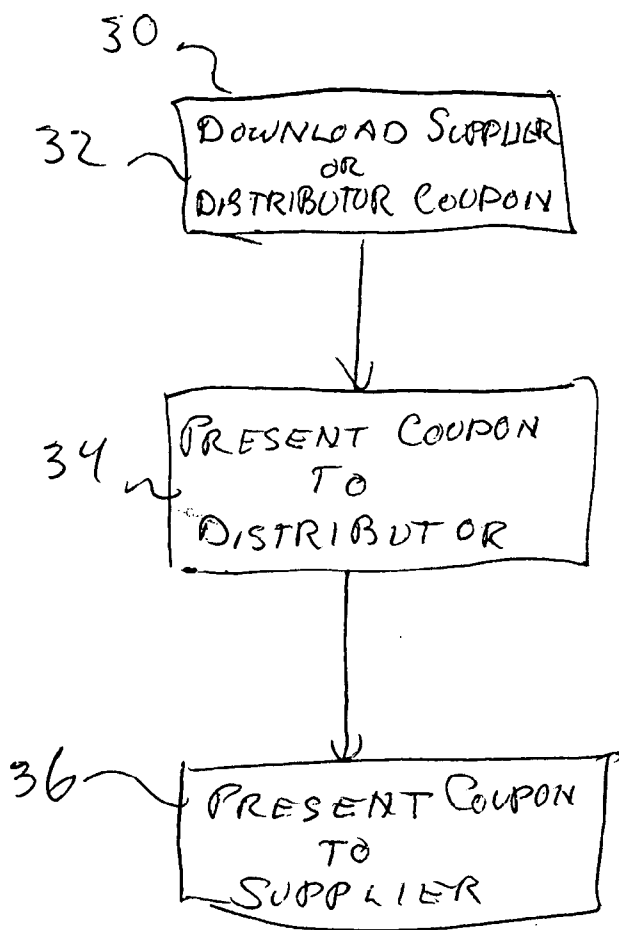 30
32
DOWNLOAD SUPPLIER
OR
DISTRIBUTOR COUPON
34
PRESENT COUPON
TO
DISTRIBUTOR
36
PRESENT COUPON
TO
SUPPLIER